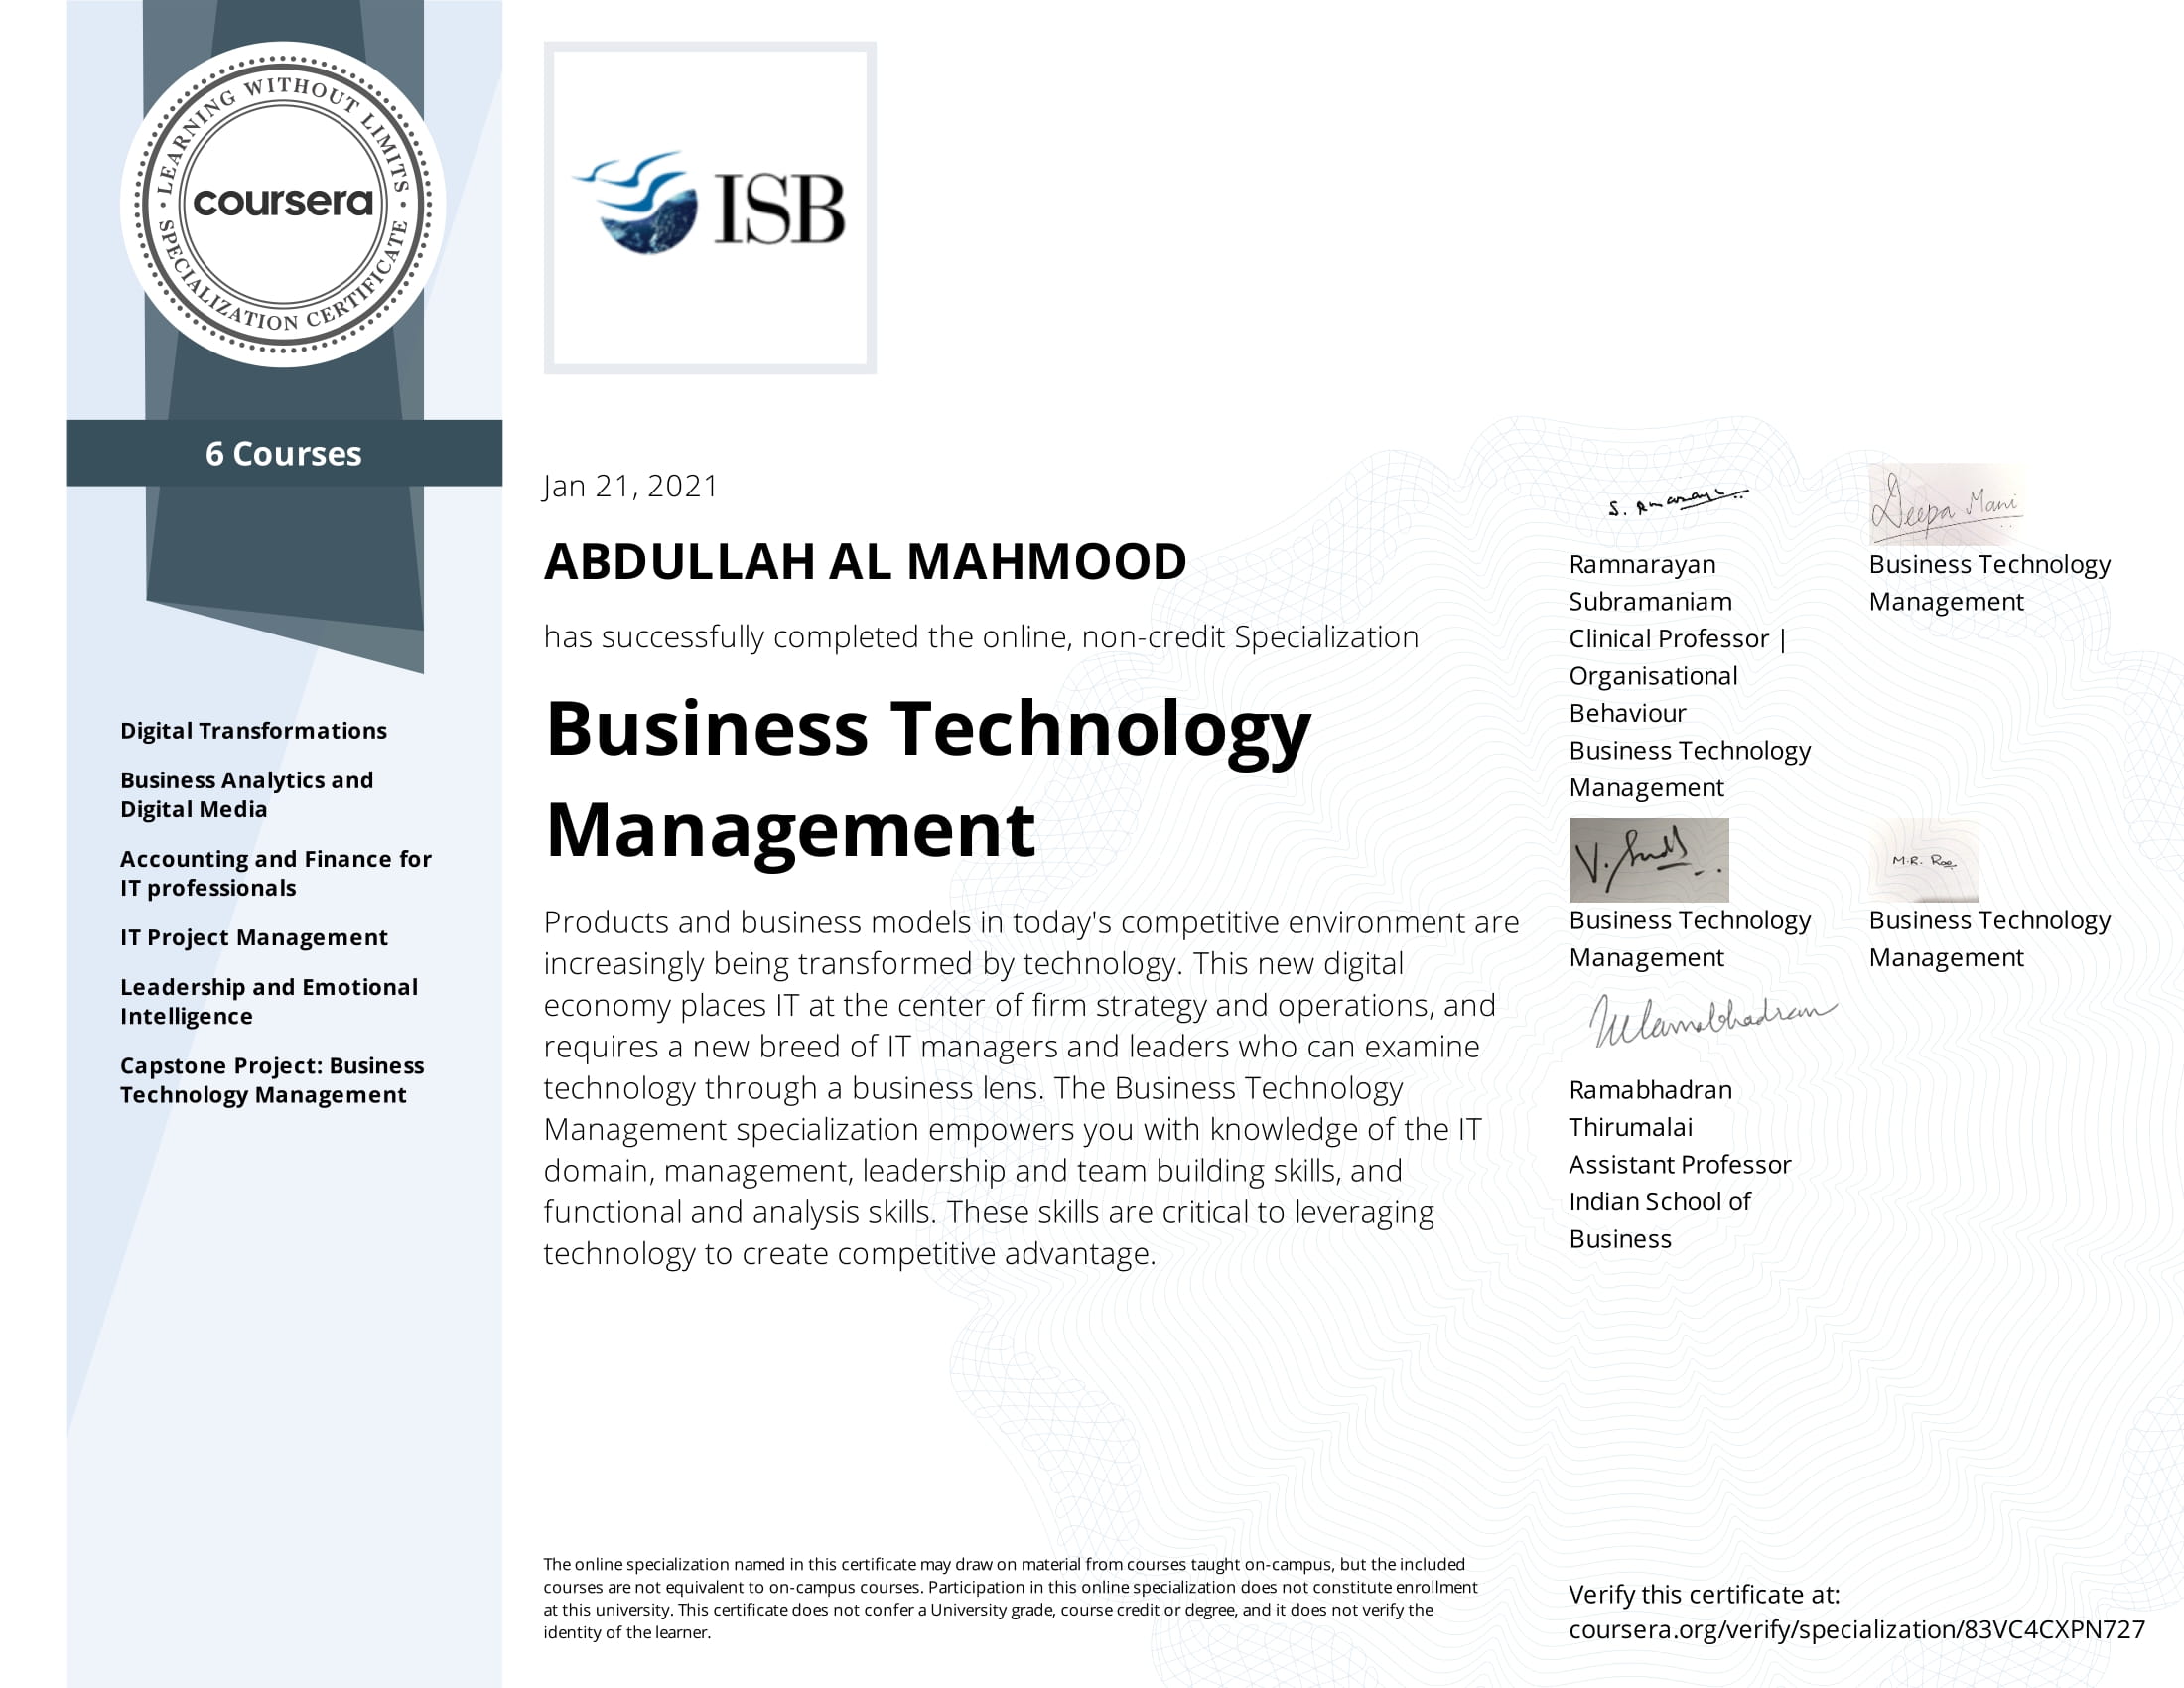 LEARNING WITHOUT LIMITS
coursera
SPECIALIZATION CERTIFICATE
6 Courses
Digital Transformations
Business Analytics and
Digital Media
Accounting and Finance for
IT professionals
IT Project Management
Leadership and Emotional
Intelligence
Capstone Project: Business
Technology Management
ISB
Jan 21, 2021
ABDULLAH AL MAHMOOD
has successfully completed the online, non-credit Specialization
Business Technology
Management
Products and business models in today's competitive environment are
increasingly being transformed by technology. This new digital
economy places IT at the center of firm strategy and operations, and
requires a new breed of IT managers and leaders who can examine
technology through a business lens. The Business Technology
Management specialization empowers you with knowledge of the IT
domain, management, leadership and team building skills, and
functional and analysis skills. These skills are critical to leveraging
technology to create competitive advantage.
Ramnarayan
Subramaniam
Clinical Professor |
Organisational
Behaviour
Business Technology
Management
Deepa Mani
Business Technology
Management
Business Technology
Management
M.R. Rao
Business Technology
Management
Ramabhadran
Thirumalai
Assistant Professor
Indian School of
Business
The online specialization named in this certificate may draw on material from courses taught on-campus, but the included
courses are not equivalent to on-campus courses. Participation in this online specialization does not constitute enrollment
at this university. This certificate does not confer a University grade, course credit or degree, and it does not verify the
identity of the learner.
Verify this certificate at:
coursera.org/verify/specialization/83VC4CXPN727